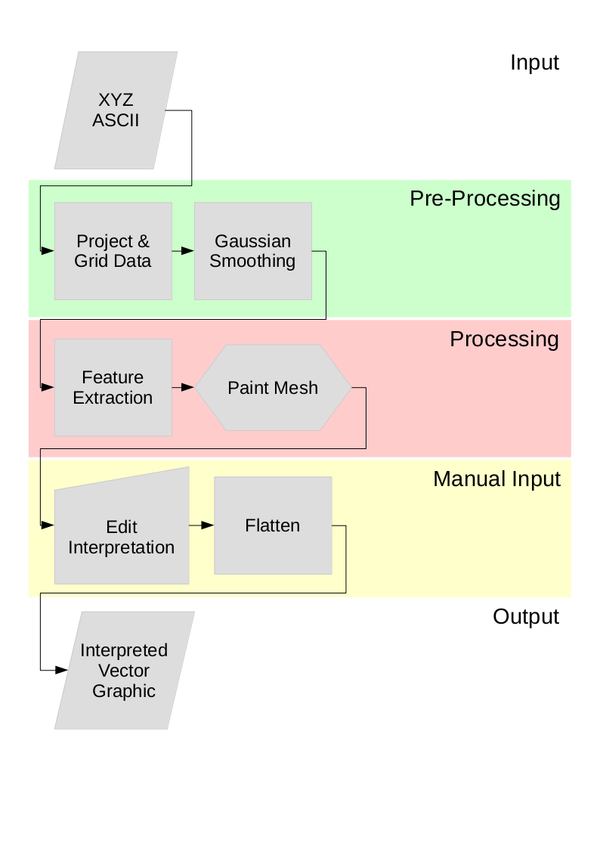 Input
XYZ
ASCII
Pre-Processing
Project &
Grid Data
Gaussian
Smoothing
Processing
Feature
Extraction
Paint Mesh
Manual Input
Edit
Interpretation
Flatten
Output
Interpreted
Vector
Graphic